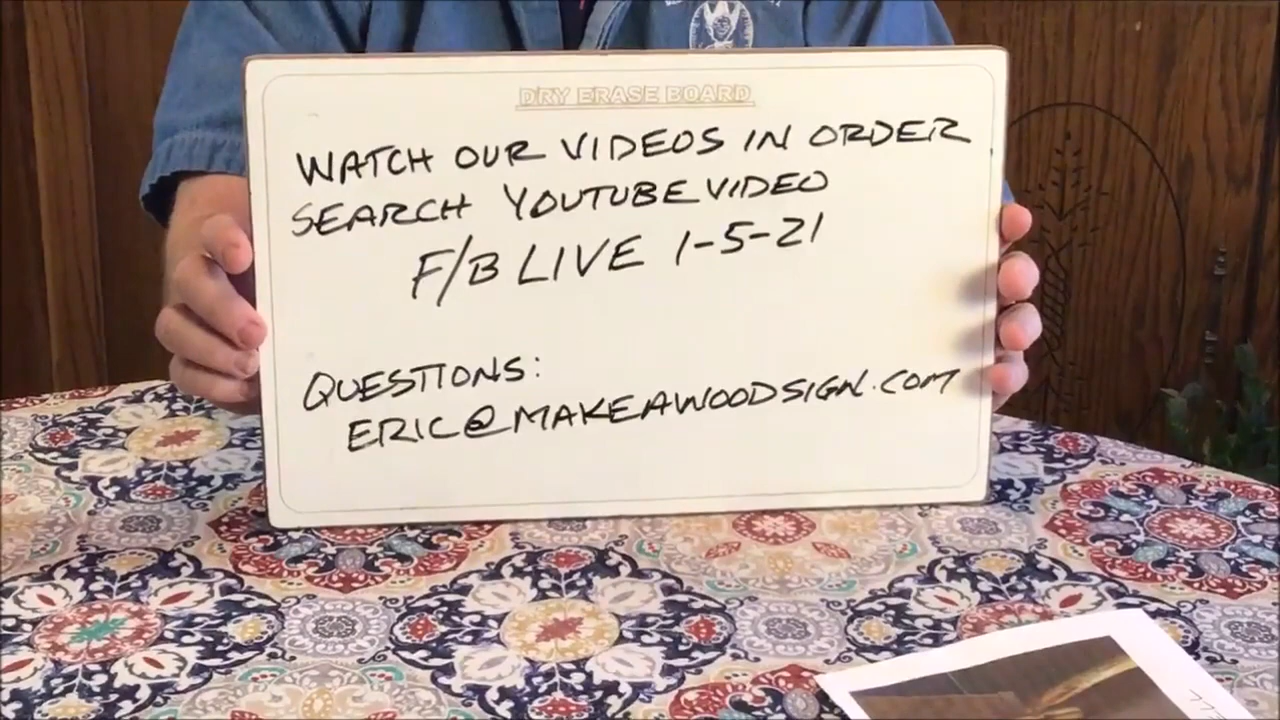 DRY ERASE BOARD
WATCH OUR VIDEOS IN ORDER
SEARCH YOUTUBE VIDEO
F/B LIVE 1-5-21
QUESTIONS:
ERIC@MAKEAWOODSIGN.COM